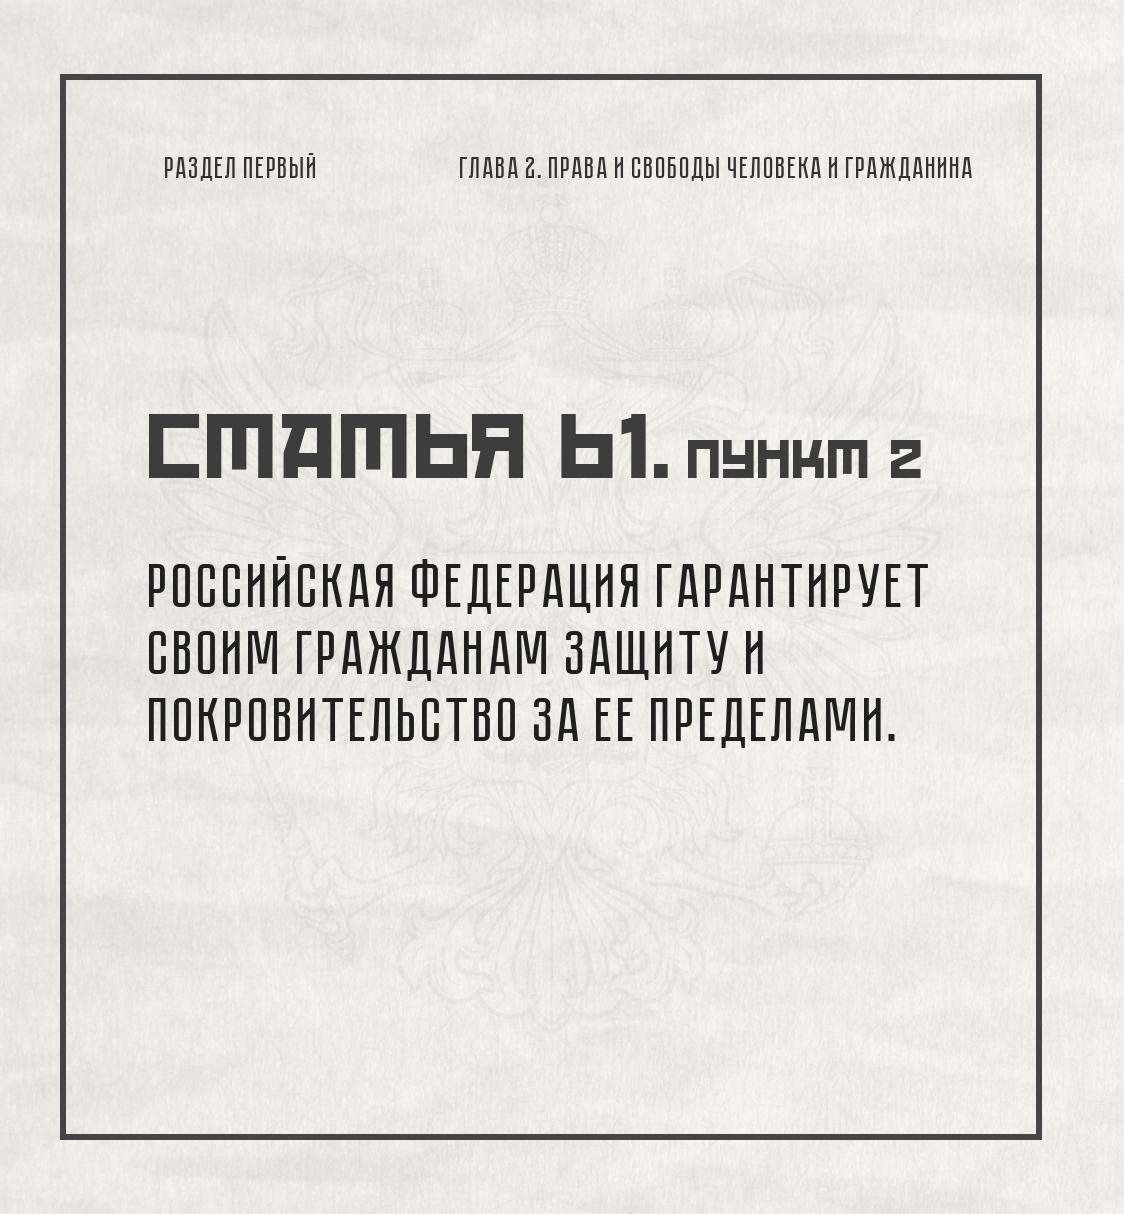 РАЗДЕЛ ПЕРВЫЙ ГЛАВА 2. ПРАВА И СВОБОДЫ ЧЕЛОВЕКА И ГРАЖДАНИНА
СТАТЬЯ 61. ПУНКТ 2
РОССИЙСКАЯ ФЕДЕРАЦИЯ ГАРАНТИРУЕТ
СВОИМ ГРАЖДАНАМ ЗАЩИТУ И
ПОКРОВИТЕЛЬСТВО ЗА ЕЕ ПРЕДЕЛАМИ.